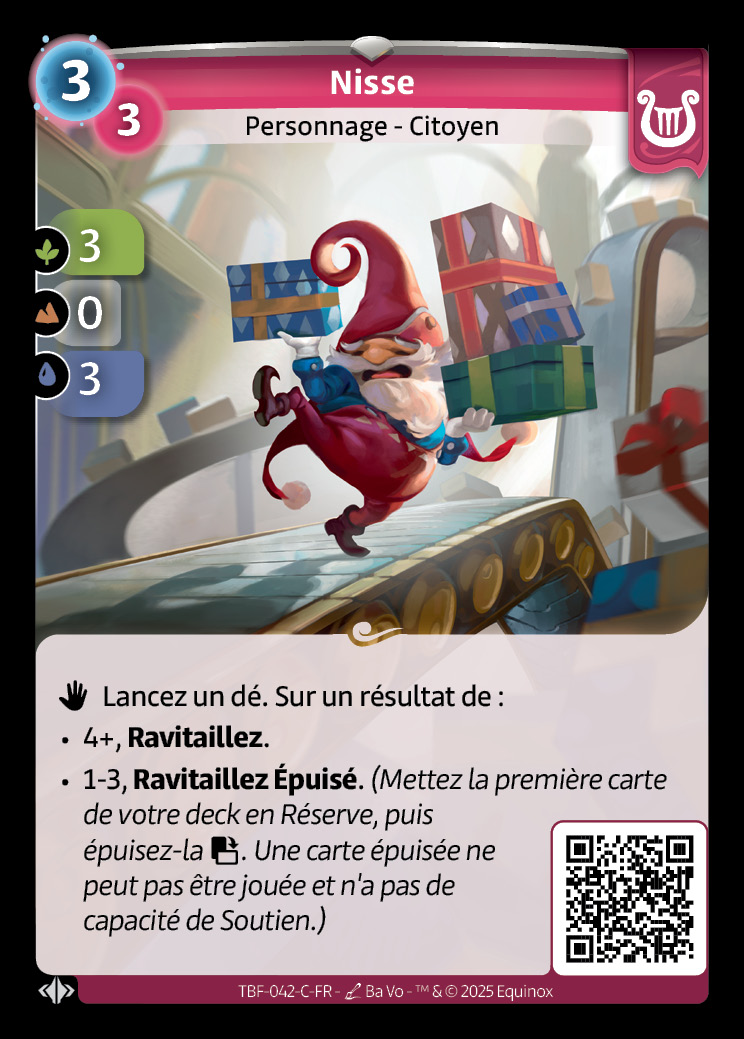 3
Nisse
3
Personnage - Citoyen
3
0
3
Lancez un dé. Sur un résultat de :
• 4+, Ravitaillez.
• 1-3, Ravitaillez Épuisé. (Mettez la première carte
de votre deck en Réserve, puis
épuisez-la . Une carte épuisée ne
peut pas être jouée et n'a pas de
capacité de Soutien.)
TBF-042-C-FR - Ba Vo - ™ & © 2025 Equinox